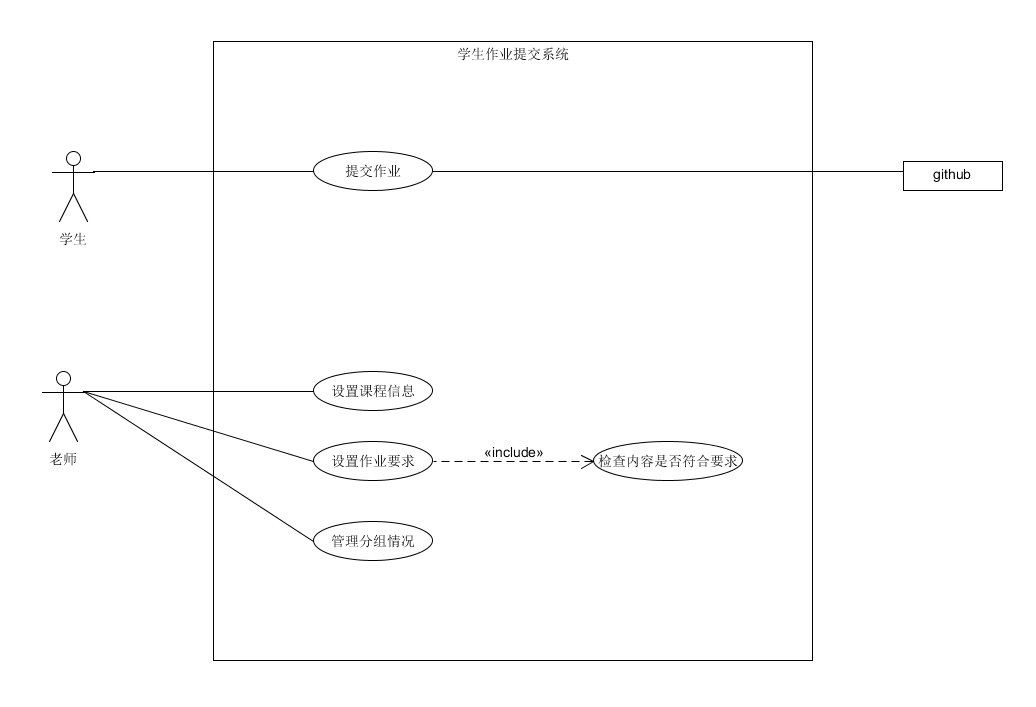 学生作业提交系统
提交作业
github
学生
设置课程信息
老师
设置作业要求
«include»
检查内容是否符合要求
管理分组情况